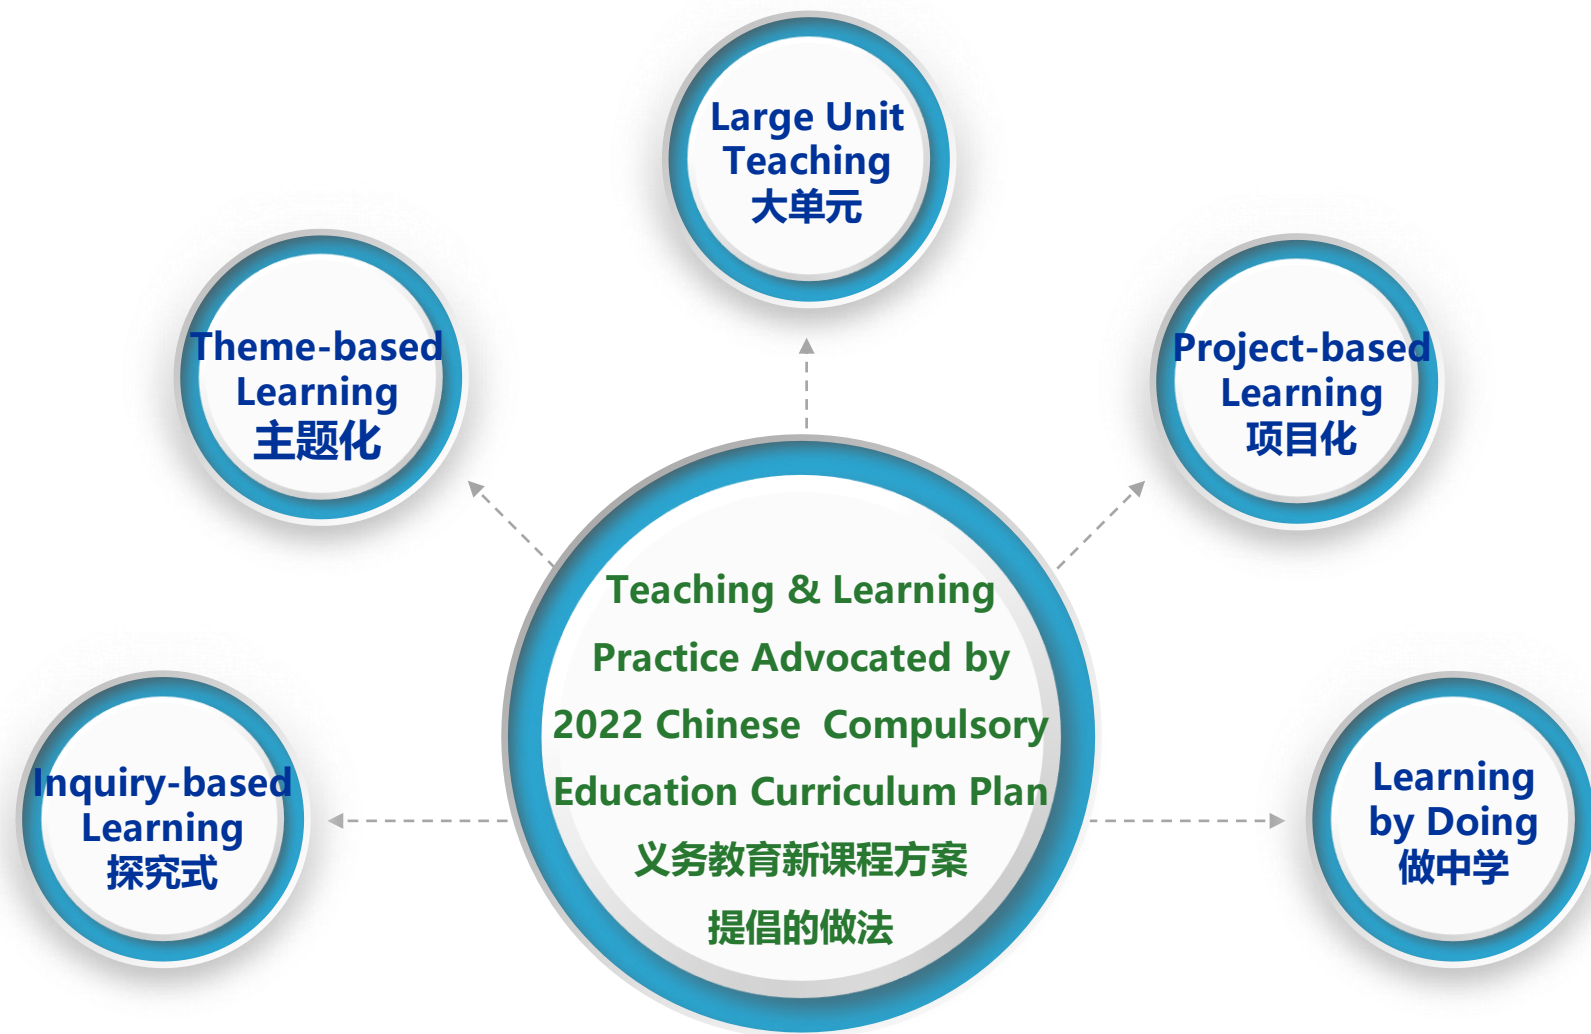 Large Unit
Teaching
大单元
Theme-based
Learning
主题化
Project-based
Learning
项目化
Teaching & Learning
Practice Advocated by
2022 Chinese  Compulsory
Education Curriculum Plan
义务教育新课程方案
提倡的做法
Inquiry-based
Learning
探究式
Learning
by Doing
做中学